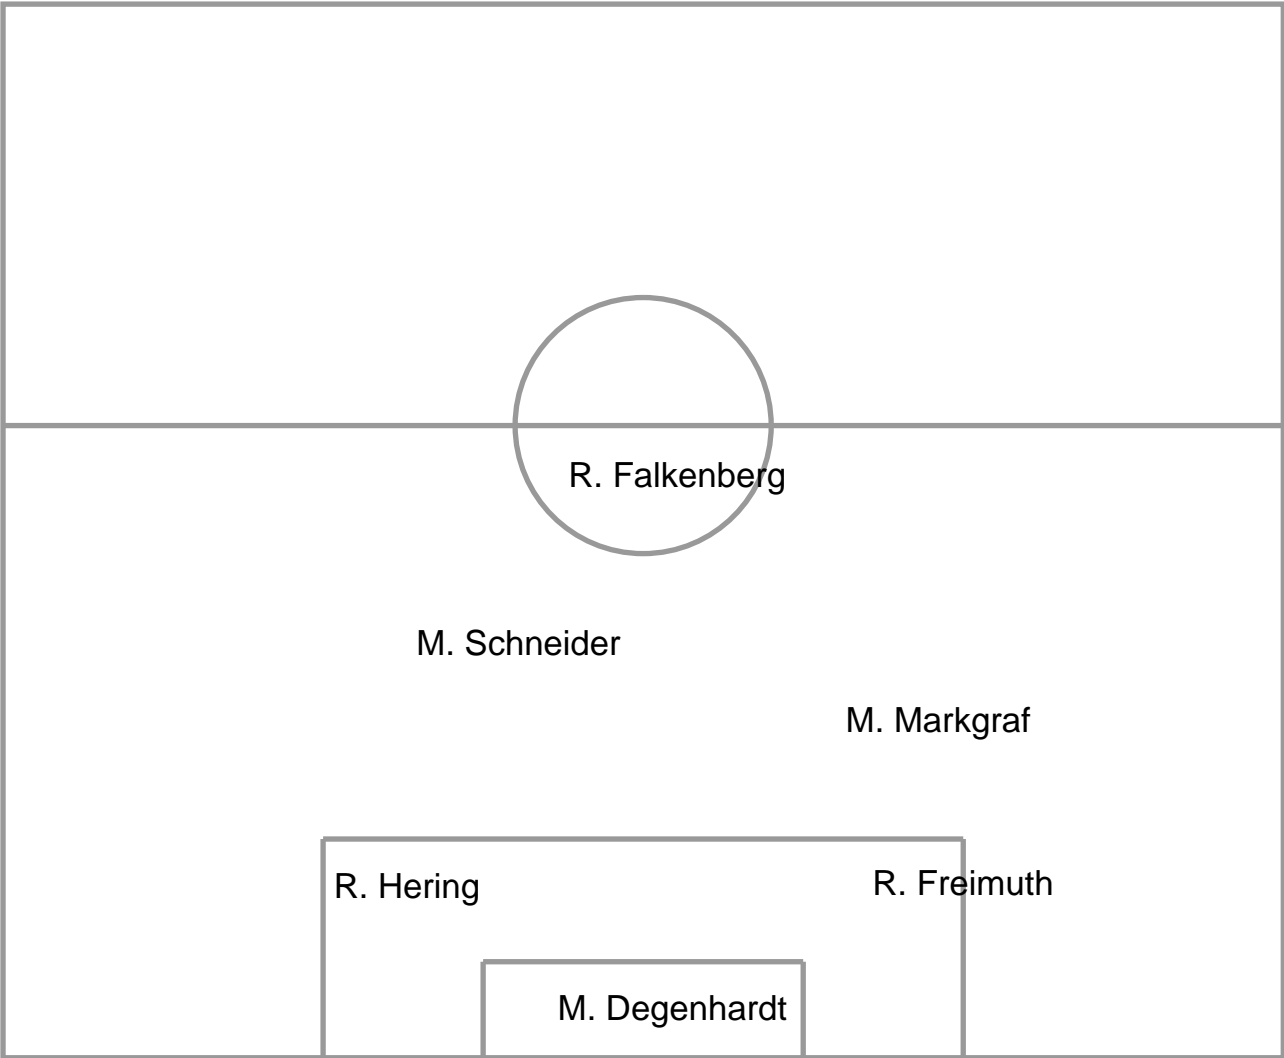 R. Falkenberg
M. Schneider
M. Markgraf
R. Hering
R. Freimuth
M. Degenhardt